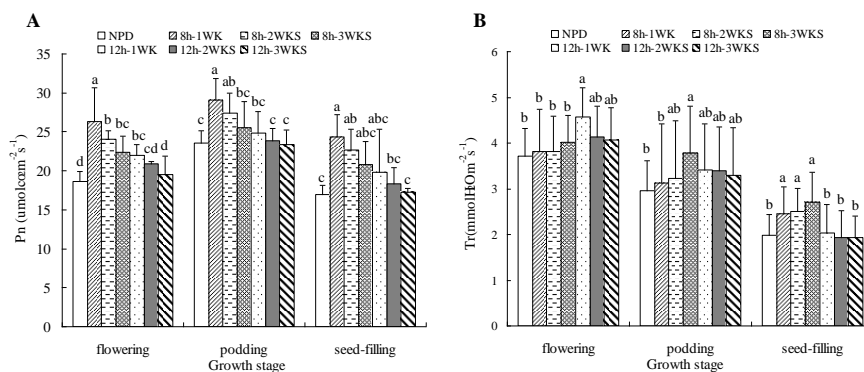 A
NPD 8h-1WK 8h-2WKS 8h-3WKS
12h-1WK 12h-2WKS 12h-3WKS
40
35
30
25
20
15
10
5
0
Pn (umolcom-2s-1)
d a b bc bc cd d
c a ab bc bc c c
c a ab abc abc bc c
flowering podding seed-filling
Growth stage
B
NPD 8h-1WK 8h-2WKS 8h-3WKS
12h-1WK 12h-2WKS 12h-3WKS
6
5
4
3
2
1
0
Tr(mmolHOm-2s-1)
b b b b a b b
b ab ab a ab ab ab
b a a a b b b
flowering podding seed-filling
Growth stage